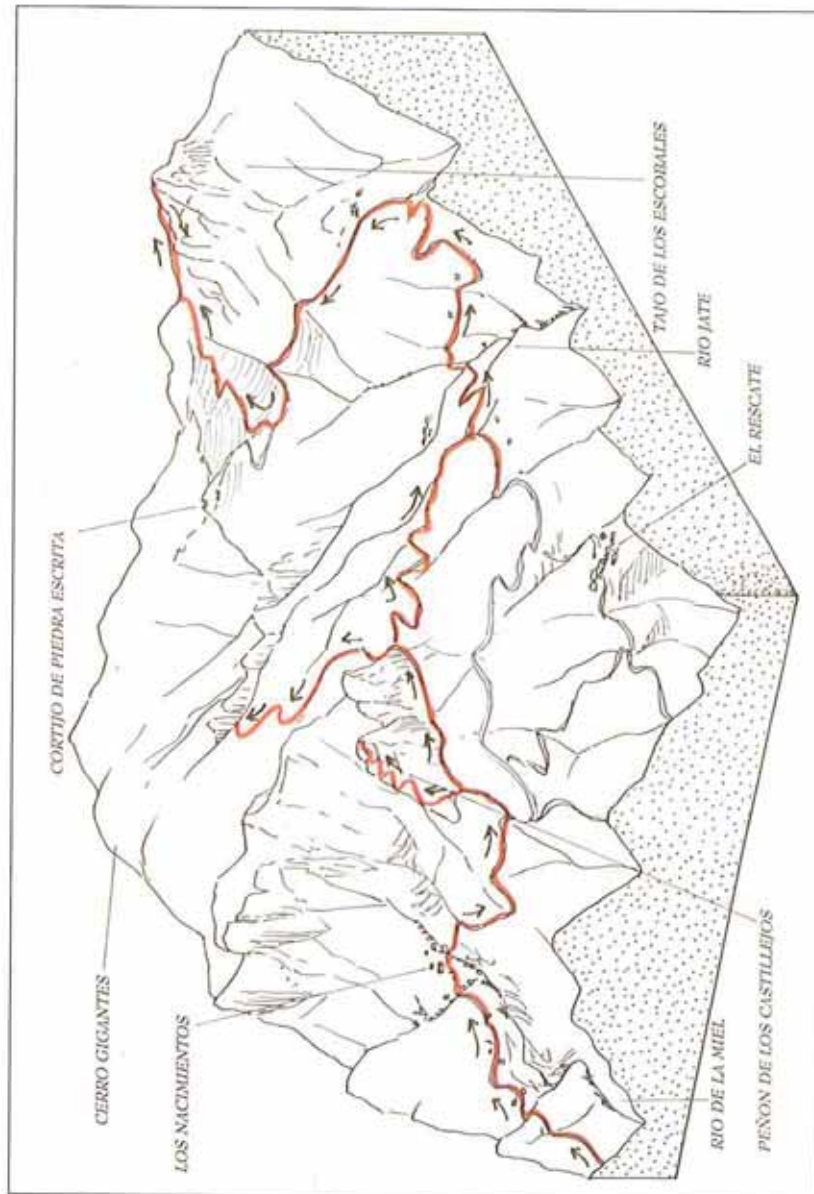 CERRO GIGANTES
CORTIJO DE PIEDRA ESCRITA
LOS NACIMIENTOS
RIO DE LA MIEL
PEÑON DE LOS CASTILLEJOS
EL RESCATE
RIO JATE
TAJO DE LOS ESCOBALES